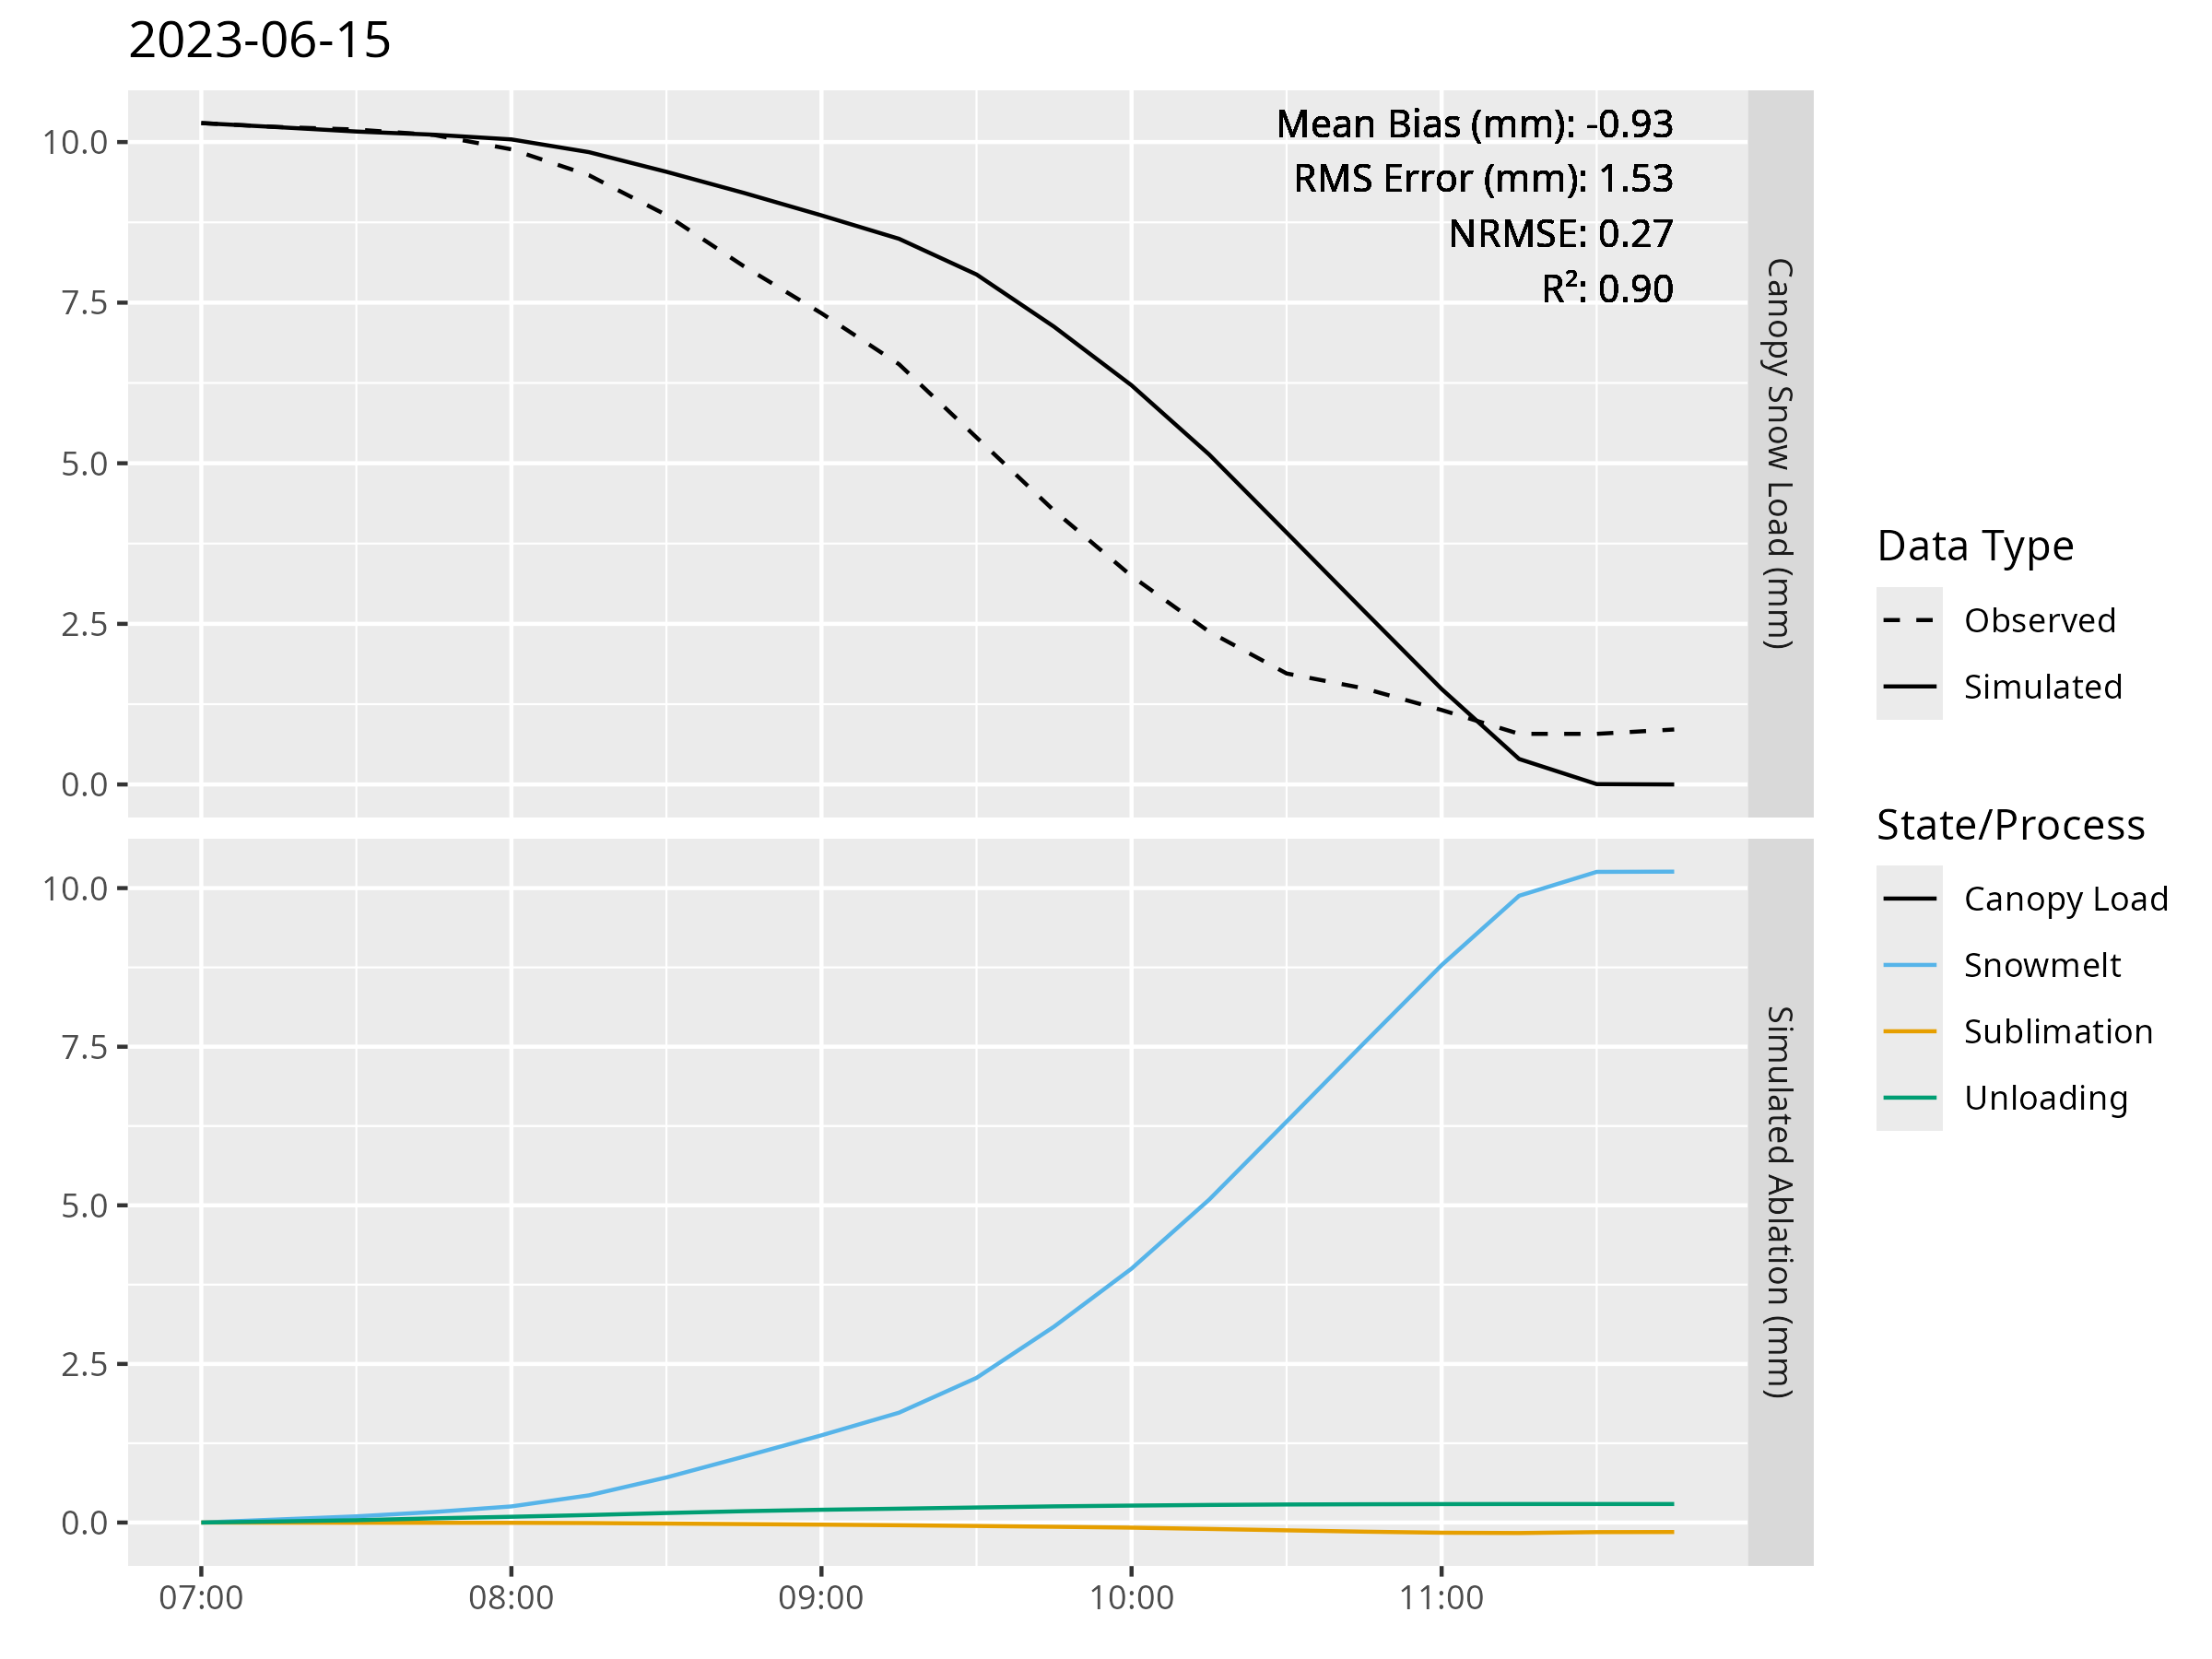 2023-06-15
Mean Bias (mm): -0.93
RMS Error (mm): 1.53
NRMSE: 0.27
R²: 0.90
10.0
7.5
5.0
2.5
0.0
Canopy Snow Load (mm)
10.0
7.5
5.0
2.5
0.0
Simulated Ablation (mm)
07:00 08:00 09:00 10:00 11:00
Data Type
Observed
Simulated
State/Process
Canopy Load
Snowmelt
Sublimation
Unloading